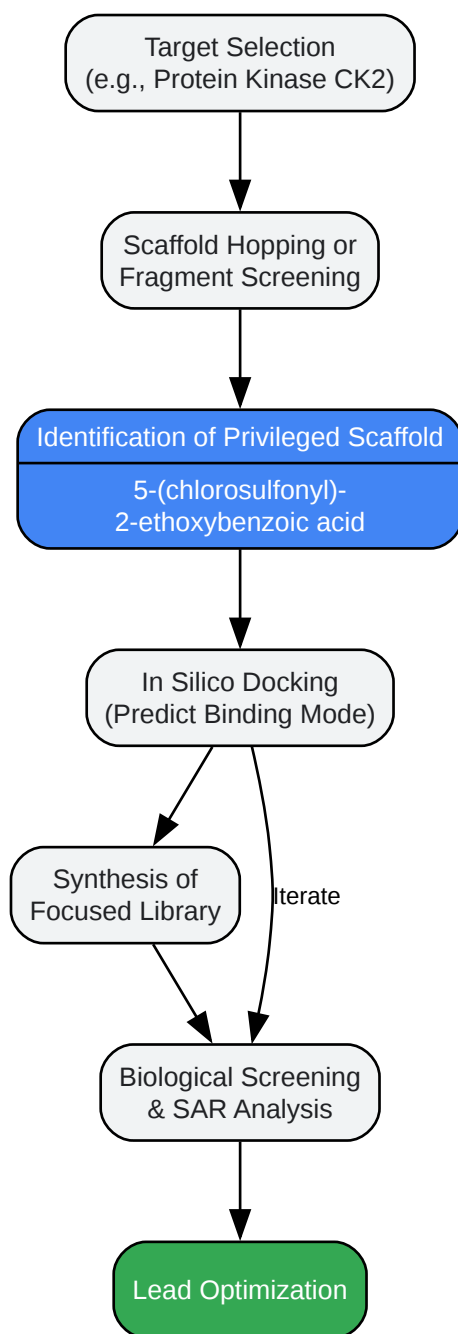 Target Selection
(e.g., Protein Kinase CK2)
Scaffold Hopping or
Fragment Screening
Identification of Privileged Scaffold
5-(chlorosulfonyl)-
2-ethoxybenzoic acid
In Silico Docking
(Predict Binding Mode)
Synthesis of
Focused Library
Iterate
Biological Screening
& SAR Analysis
Lead Optimization